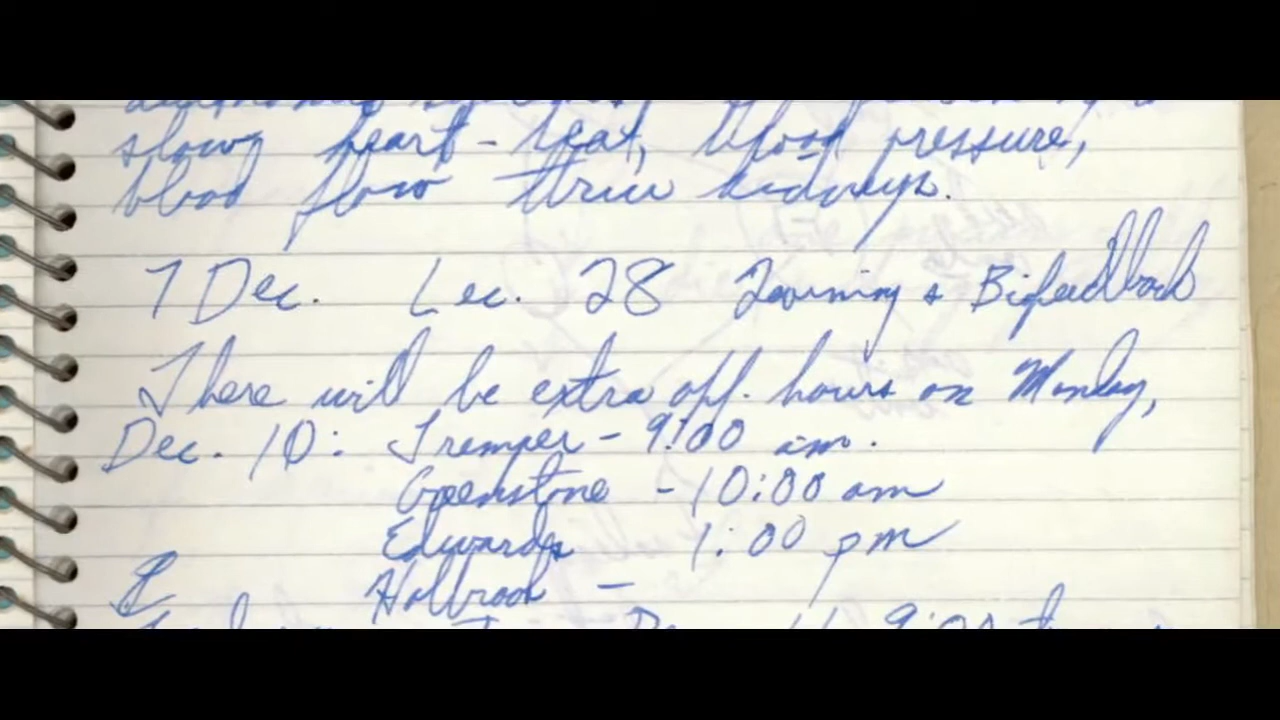 slows heart-beat, blood pressure,
blood flow thru kidneys.
7 Dec. Lec. 28 Learning + Biofeedback
There will be extra off. hours on Monday,
Dec. 10: Tremper - 9:00 am.
Greenstone - 10:00 am
Edwards 1:00 pm
Holbrook -